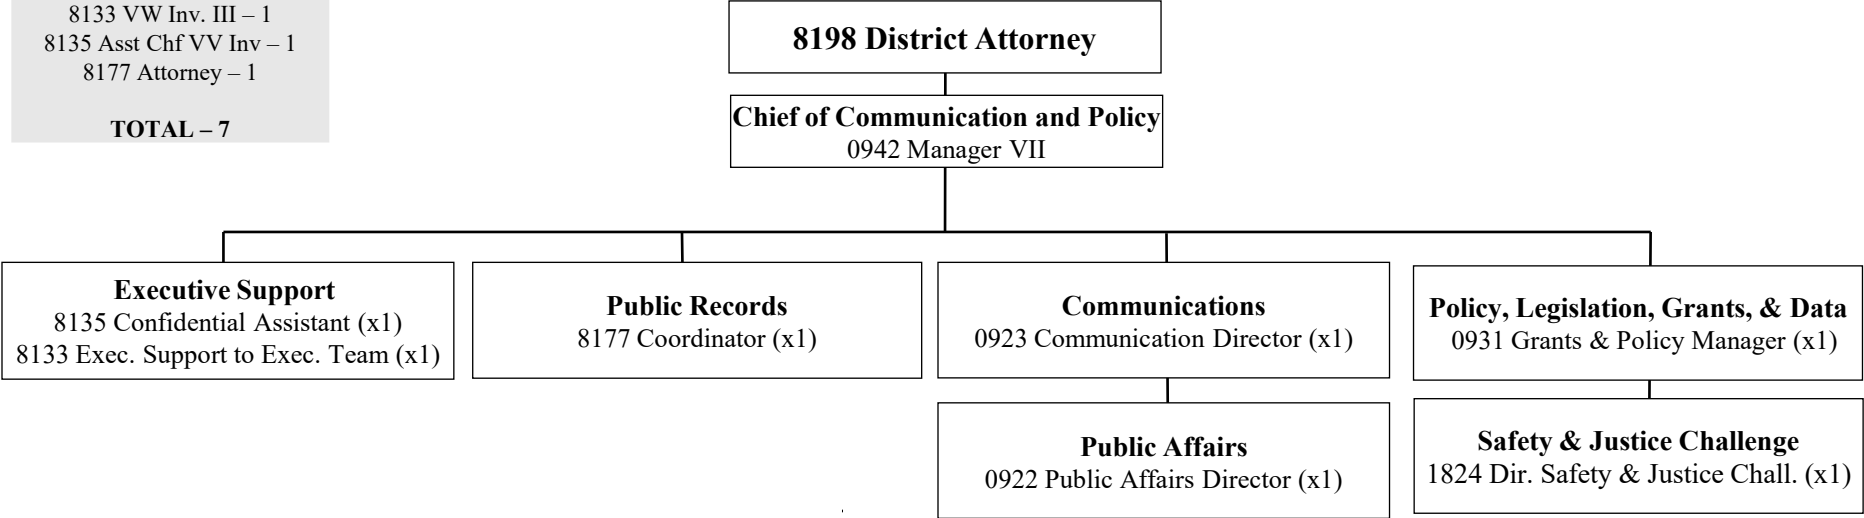 8133 VW Inv. III – 1
8135 Asst Chf VV Inv – 1
8177 Attorney – 1
TOTAL – 7
8198 District Attorney
Chief of Communication and Policy
0942 Manager VII
Executive Support
8135 Confidential Assistant (x1)
8133 Exec. Support to Exec. Team (x1)
Public Records
8177 Coordinator (x1)
Communications
0923 Communication Director (x1)
Policy, Legislation, Grants, & Data
0931 Grants & Policy Manager (x1)
Public Affairs
0922 Public Affairs Director (x1)
Safety & Justice Challenge
1824 Dir. Safety & Justice Chall. (x1)